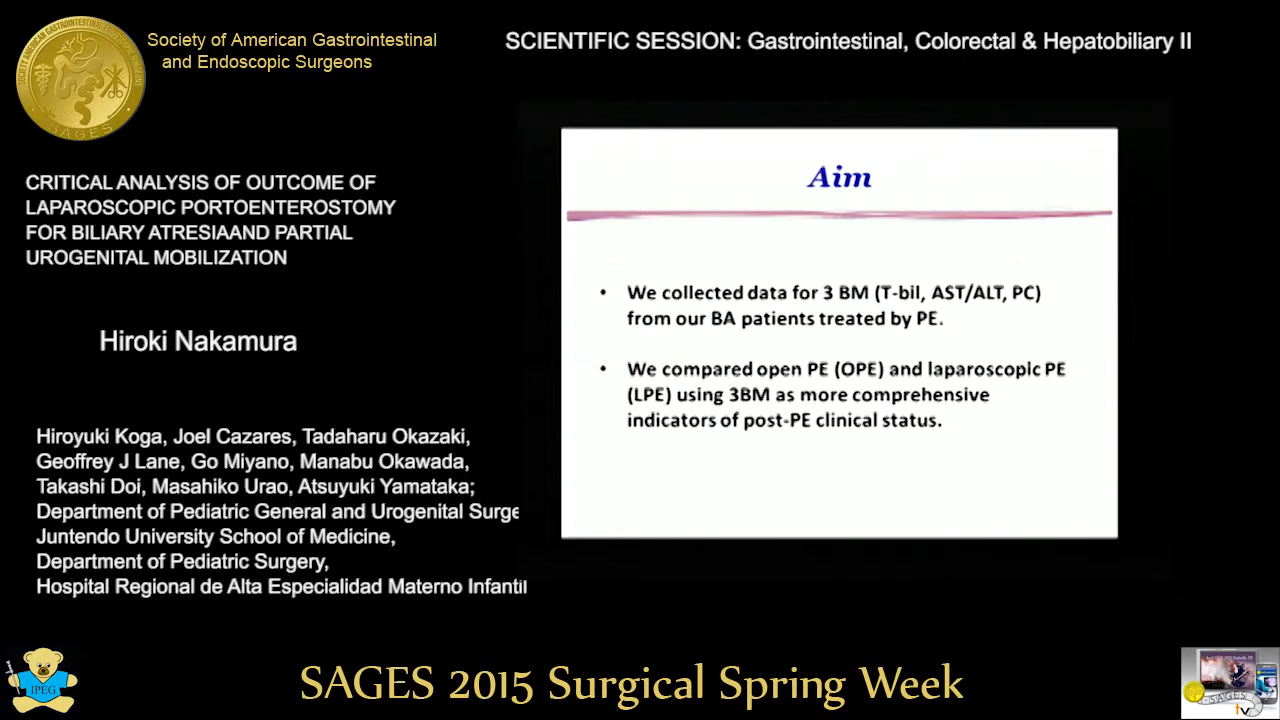 Society of American Gastrointestinal
and Endoscopic Surgeons
SCIENTIFIC SESSION: Gastrointestinal, Colorectal & Hepatobiliary II
SAGES
CRITICAL ANALYSIS OF OUTCOME OF
LAPAROSCOPIC PORTOENTEROSTOMY
FOR BILIARY ATRESIAAND PARTIAL
UROGENITAL MOBILIZATION
Hiroki Nakamura
Hiroyuki Koga, Joel Cazares, Tadaharu Okazaki,
Geoffrey J Lane, Go Miyano, Manabu Okawada,
Takashi Doi, Masahiko Urao, Atsuyuki Yamataka;
Department of Pediatric General and Urogenital Surge
Juntendo University School of Medicine,
Department of Pediatric Surgery,
Hospital Regional de Alta Especialidad Materno Infantil
Aim
• We collected data for 3 BM (T-bil, AST/ALT, PC)
from our BA patients treated by PE.
• We compared open PE (OPE) and laparoscopic PE
(LPE) using 3BM as more comprehensive
indicators of post-PE clinical status.
IPEG
SAGES 2015 Surgical Spring Week
SAGES
tv